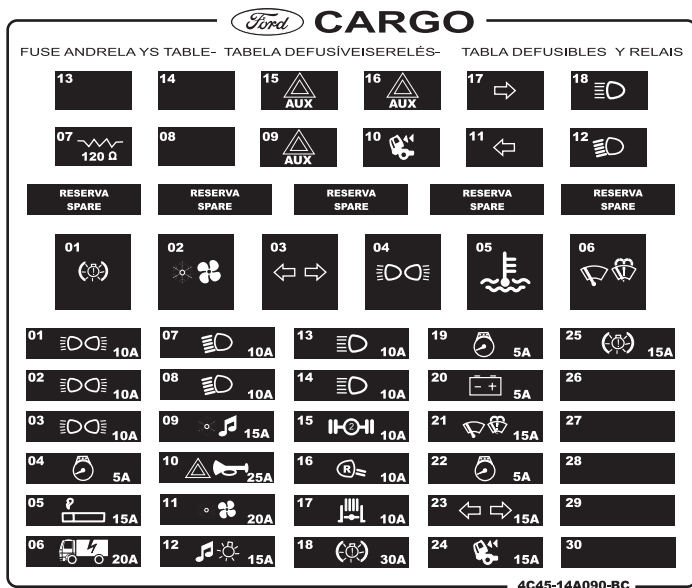 Ford CARGO
FUSE ANDRELA YS TABLE- TABELA DEFUSÍVEISERELÉS- TABLA DEFUSIBLES Y RELAIS
13 14 15 AUX 16 AUX 17 18
07 120 Ω 08 09 AUX 10 11 12
RESERVA SPARE RESERVA SPARE RESERVA SPARE RESERVA SPARE RESERVA SPARE
01 02 03 04 05 06
01 10A 07 10A 13 10A 19 5A 25 15A
02 10A 08 10A 14 10A 20 - + 5A 26
03 10A 09 15A 15 2 10A 21 15A 27
04 5A 10 25A 16 R 10A 22 5A 28
05 15A 11 20A 17 10A 23 15A 29
06 20A 12 15A 18 30A 24 15A 30
4C45-14A090-BC